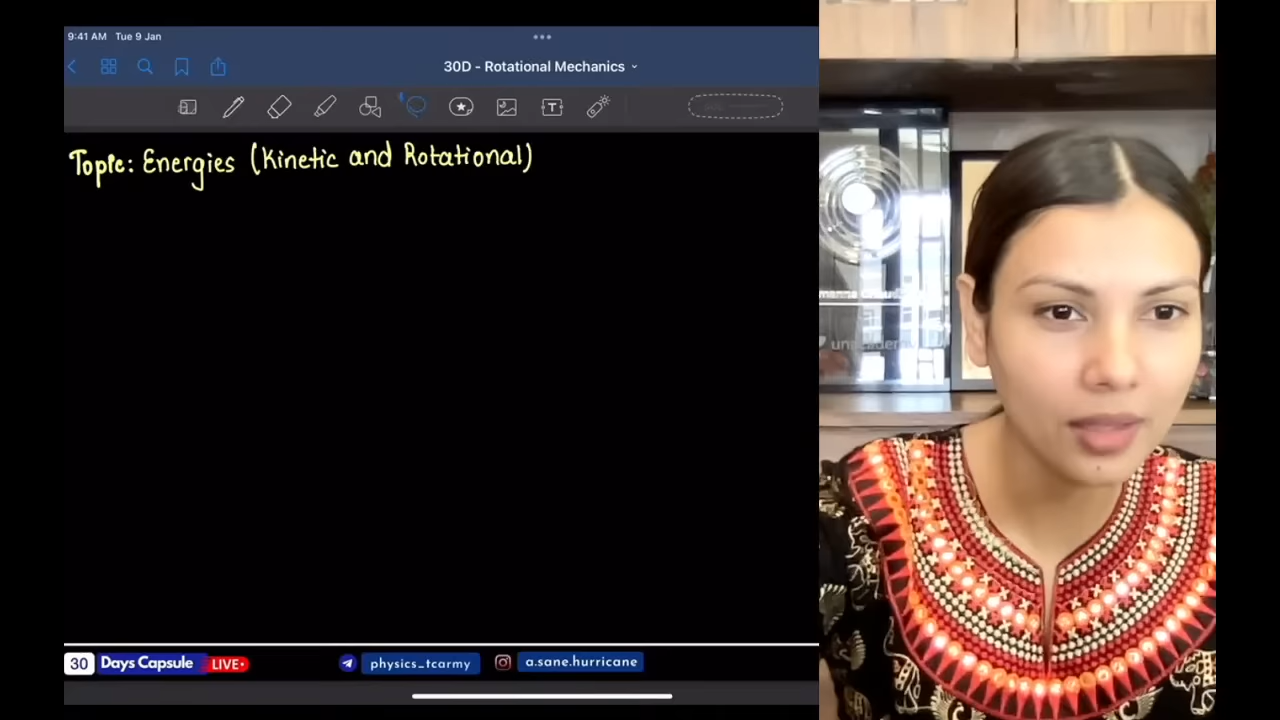 9:41 AM Tue 9 Jan
30D - Rotational Mechanics
Topic: Energies (Kinetic and Rotational)
30 Days Capsule LIVE
physics_tcarmy
a.sane.hurricane